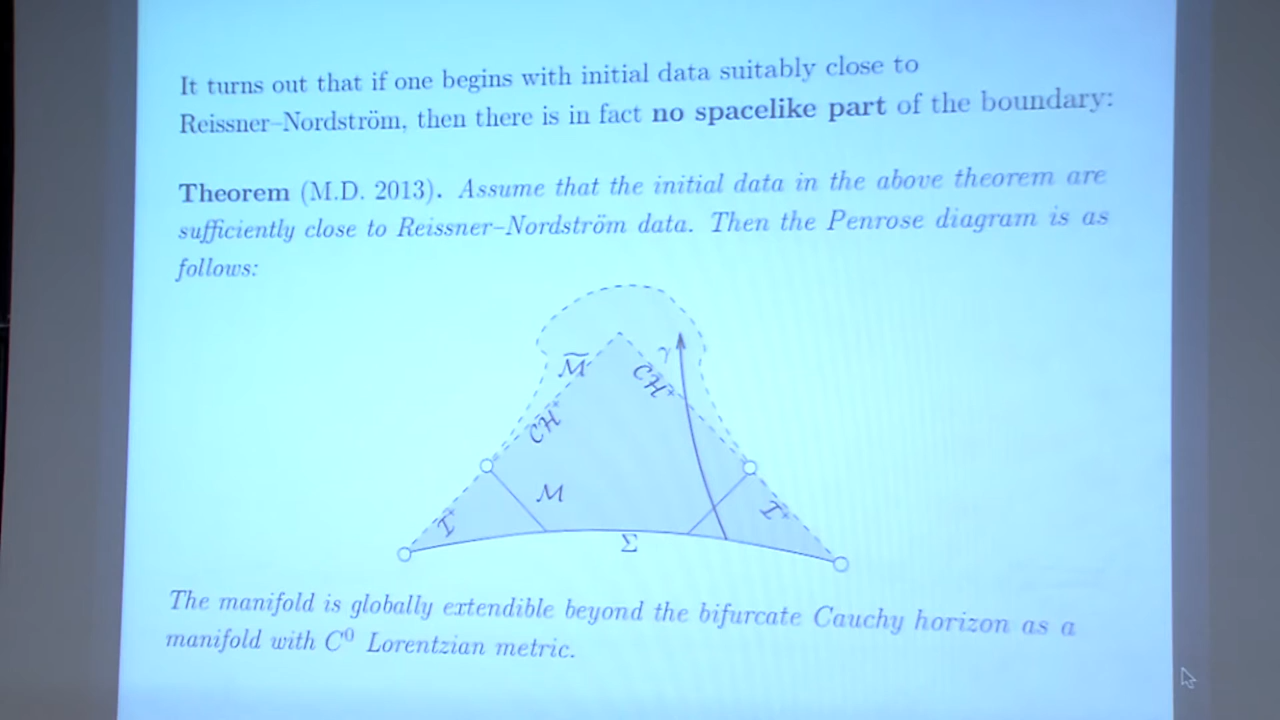 It turns out that if one begins with initial data suitably close to
Reissner–Nordström, then there is in fact no spacelike part of the boundary:
Theorem (M.D. 2013). Assume that the initial data in the above theorem are
sufficiently close to Reissner–Nordström data. Then the Penrose diagram is as
follows:
M̃
γ
CH⁺
CH⁺
M
I⁺
I⁺
Σ
The manifold is globally extendible beyond the bifurcate Cauchy horizon as a
manifold with C⁰ Lorentzian metric.